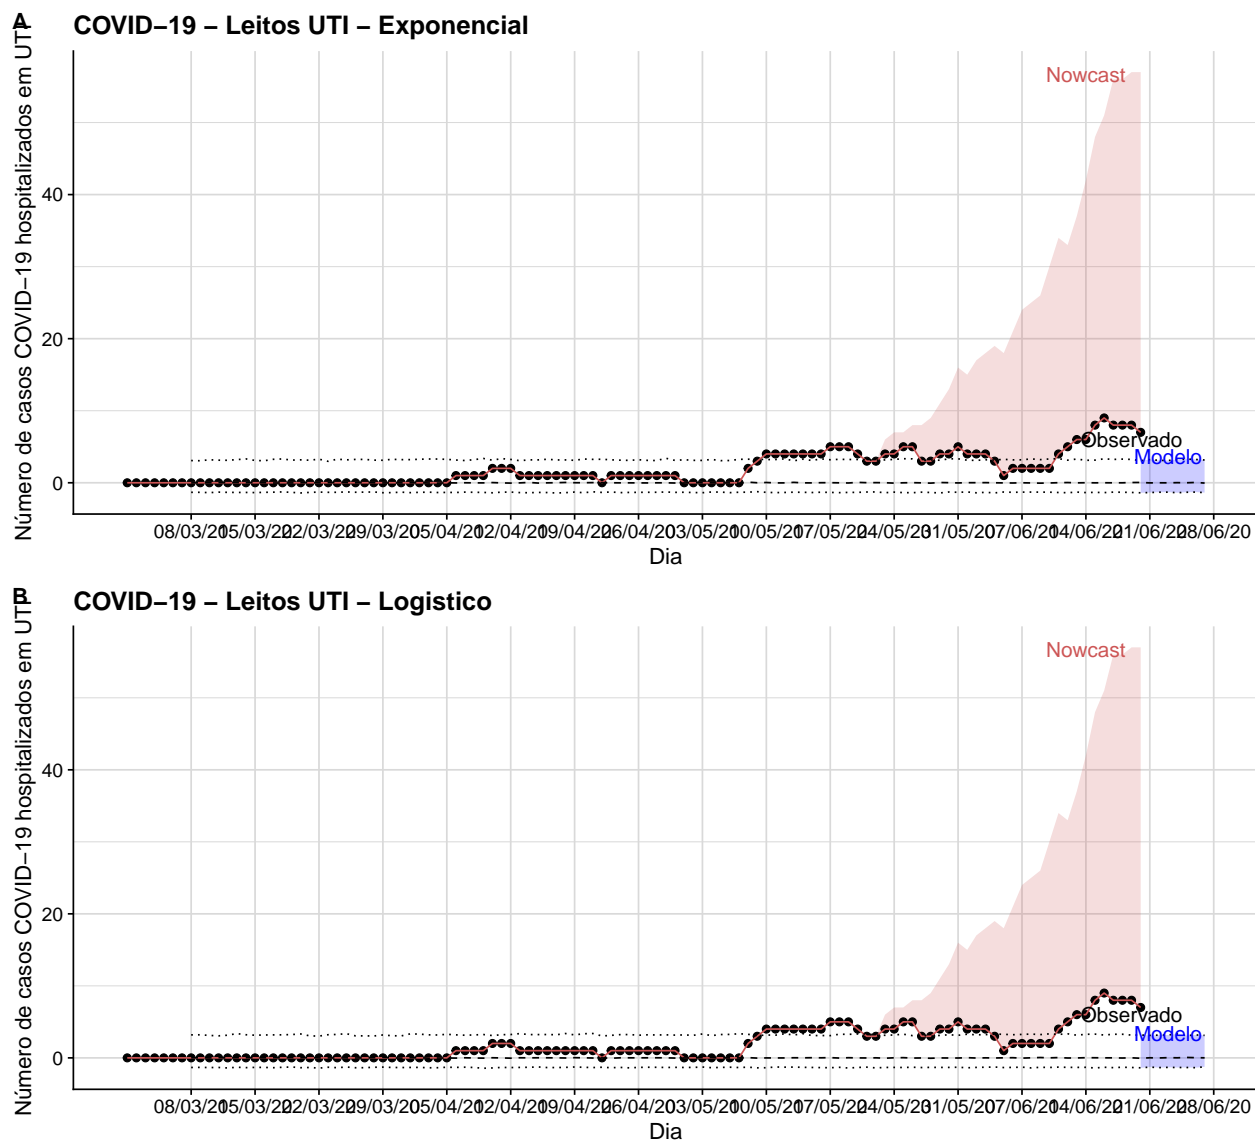 A
COVID−19 − Leitos UTI − Exponencial
Número de casos COVID−19 hospitalizados em UTI
Nowcast
Observado
Modelo
40
20
0
08/03/20 15/03/20 22/03/20 29/03/20 05/04/20 12/04/20 19/04/20 26/04/20 03/05/20 10/05/20 17/05/20 24/05/20 31/05/20 07/06/20 14/06/20 21/06/20 28/06/20
Dia
B
COVID−19 − Leitos UTI − Logistico
Número de casos COVID−19 hospitalizados em UTI
Nowcast
Observado
Modelo
40
20
0
08/03/20 15/03/20 22/03/20 29/03/20 05/04/20 12/04/20 19/04/20 26/04/20 03/05/20 10/05/20 17/05/20 24/05/20 31/05/20 07/06/20 14/06/20 21/06/20 28/06/20
Dia